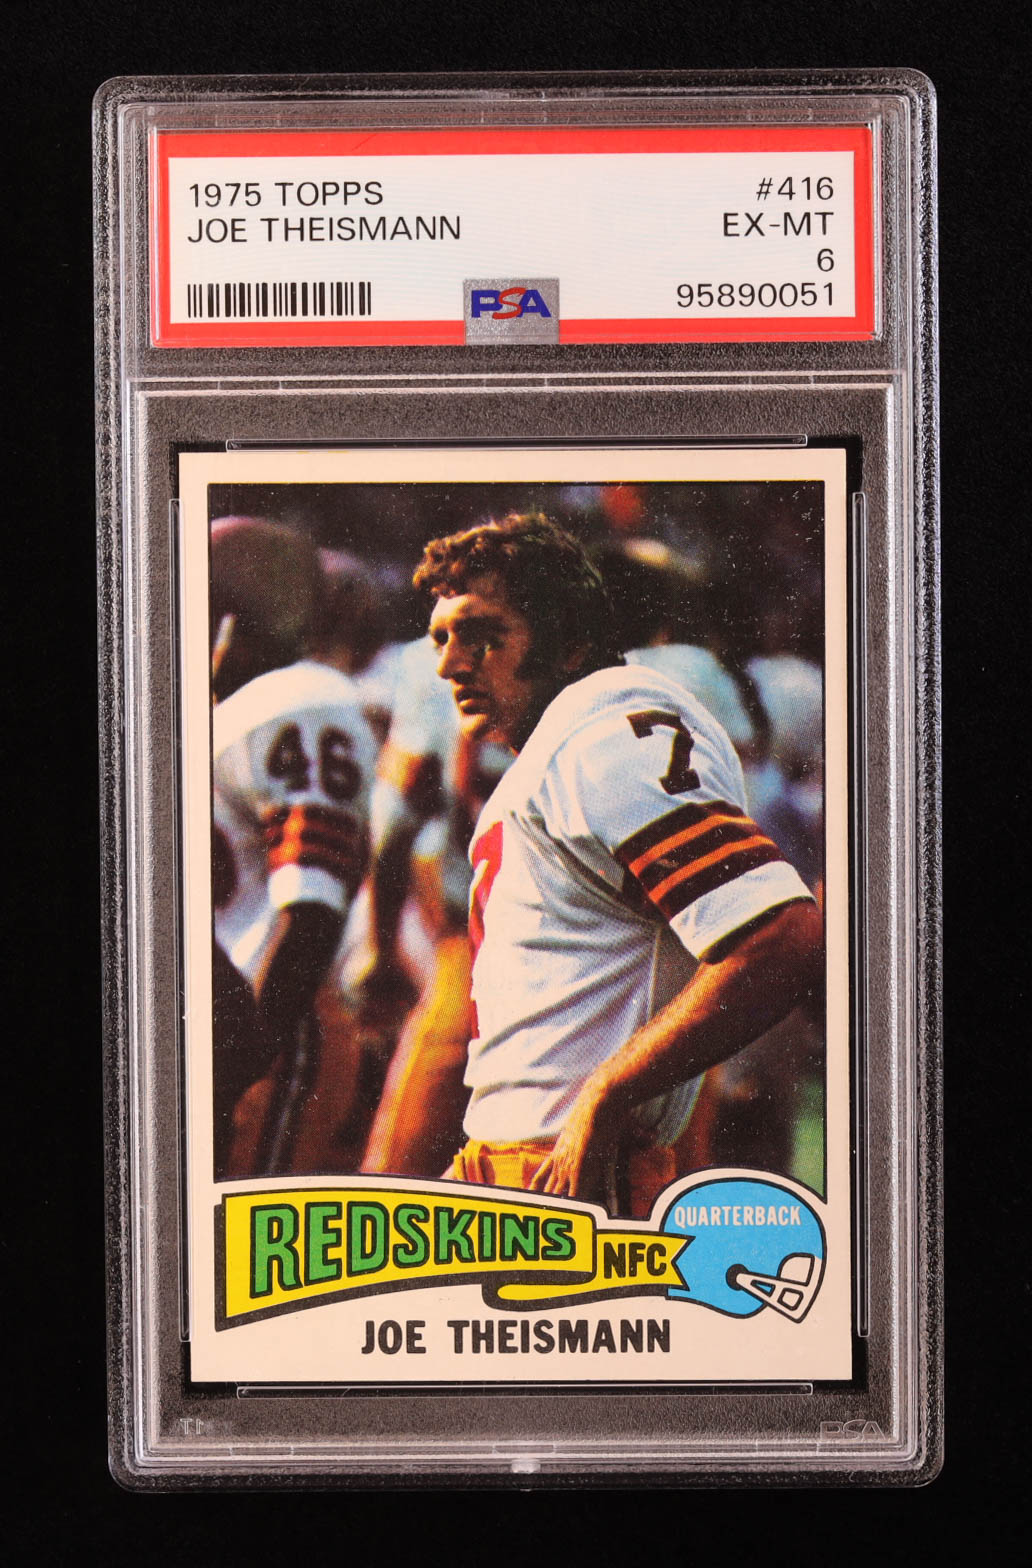 1975 TOPPS
JOE THEISMANN
#416
EX-MT
6
95890051
PSA
46
7
REDSKINS
NFC
QUARTERBACK
JOE THEISMANN
PSA